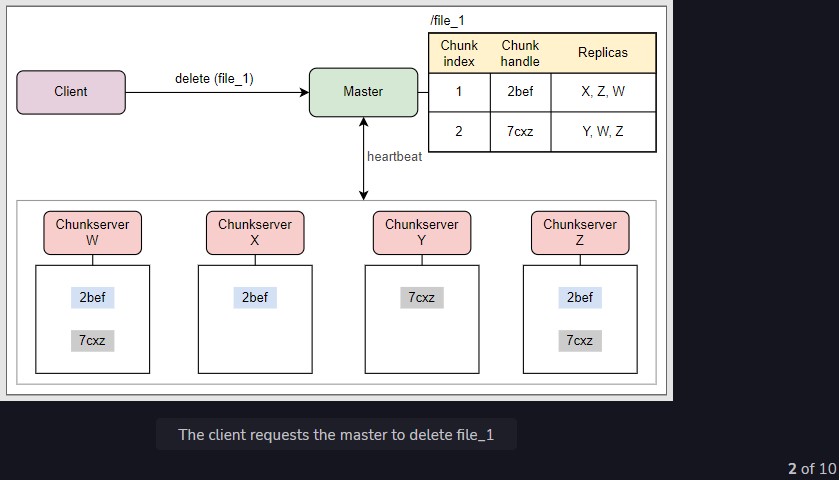 /file_1
Chunk index
Chunk handle
Replicas
1
2bef
X, Z, W
2
7cxz
Y, W, Z
Client
delete (file_1)
Master
heartbeat
Chunkserver
W
Chunkserver
X
Chunkserver
Y
Chunkserver
Z
2bef
2bef
7cxz
2bef
7cxz
7cxz
The client requests the master to delete file_1
2 of 10